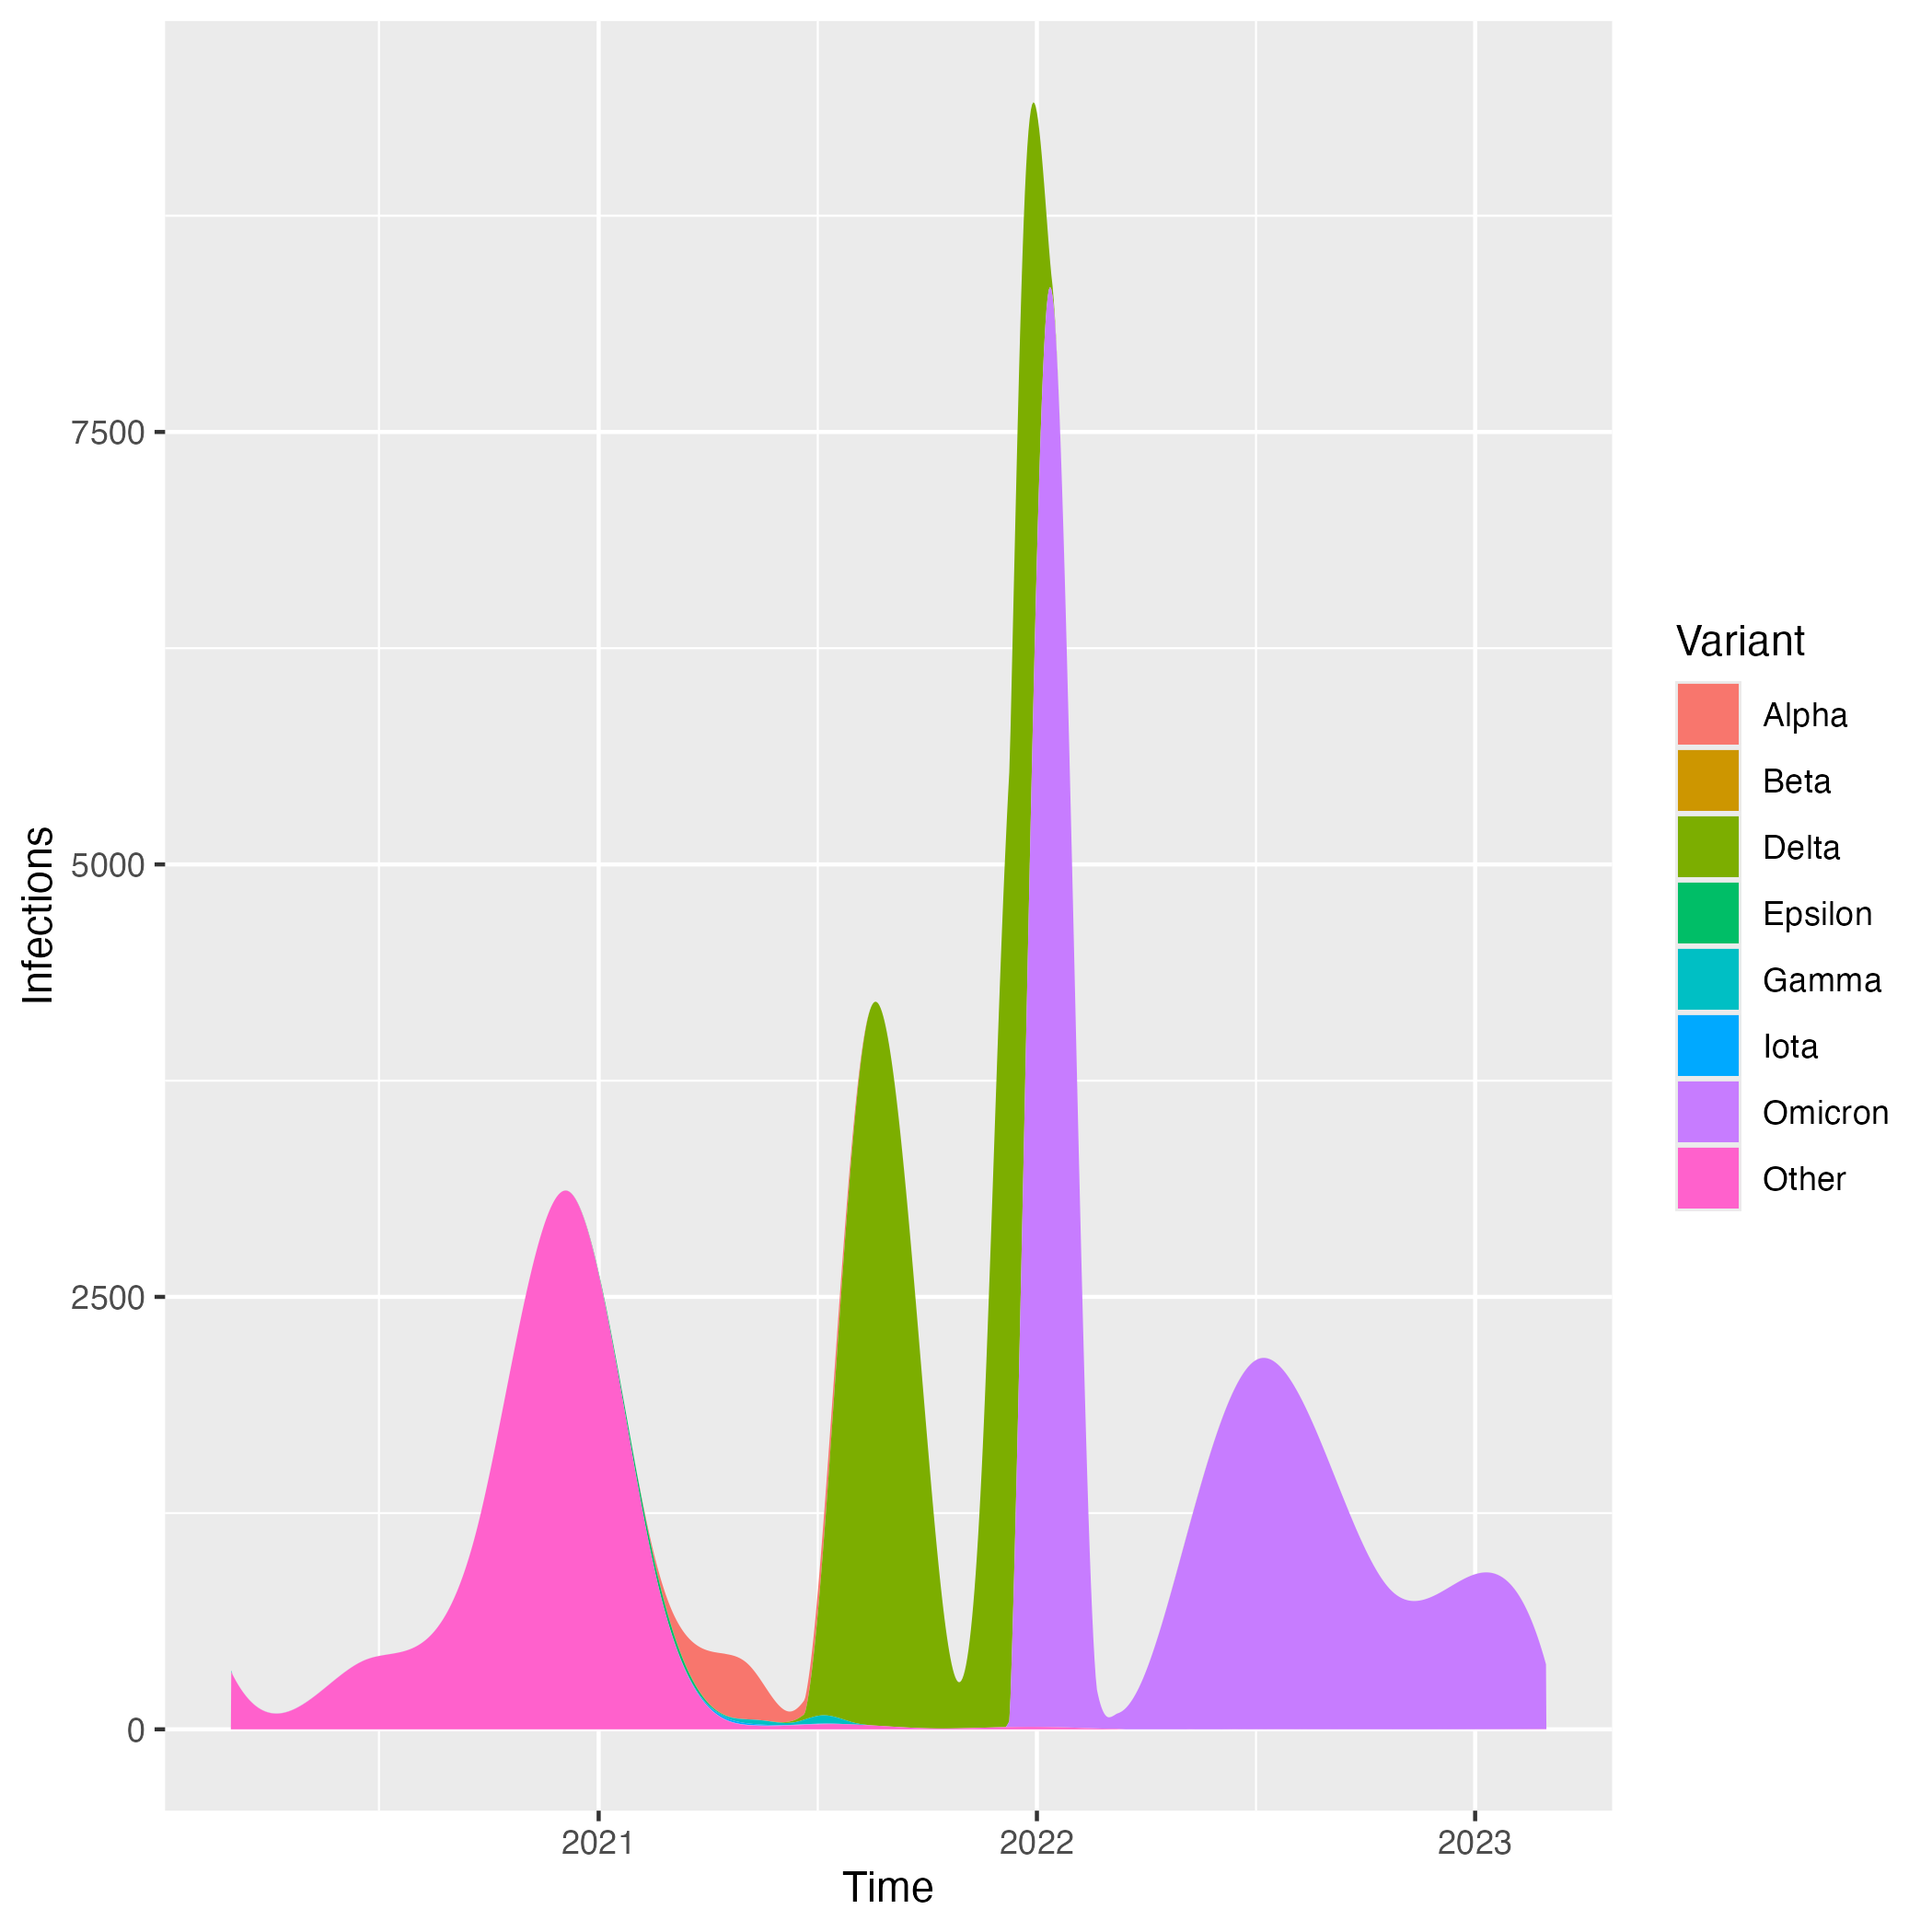 Infections
7500
5000
2500
0
2021
2022
2023
Time
Variant
Alpha
Beta
Delta
Epsilon
Gamma
Iota
Omicron
Other